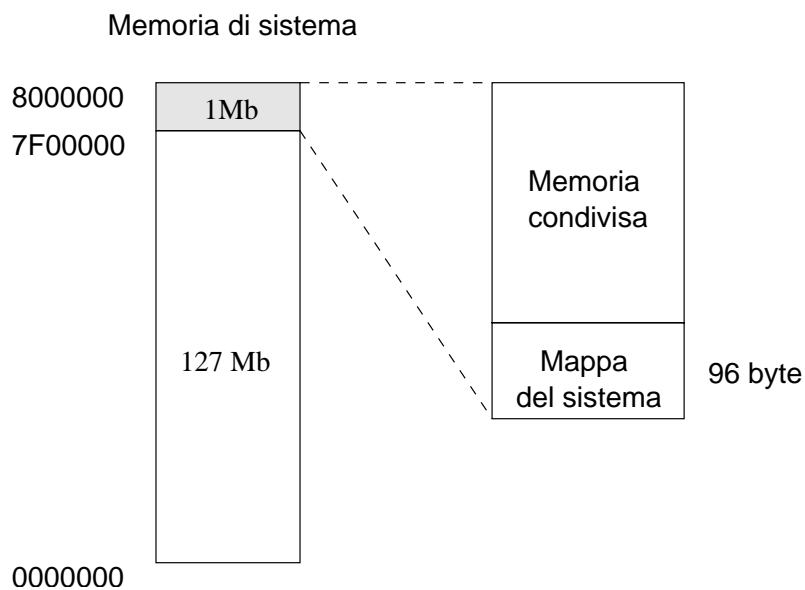 Memoria di sistema
8000000
1Mb
7F00000
Memoria
condivisa
127 Mb
Mappa
del sistema
96 byte
0000000